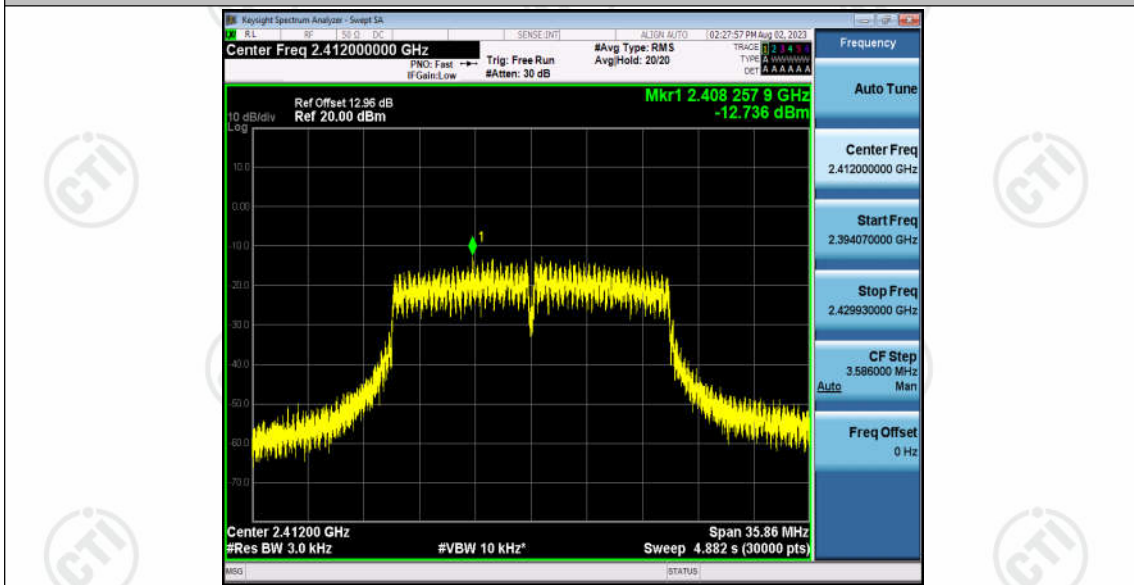 Keysight Spectrum Analyzer - Swept SA
RL RF 50 Ω DC SENSE:INT ALIGN AUTO 02:27:57 PM Aug 02, 2023
Center Freq 2.412000000 GHz
PNO: Fast
IFGain:Low
Trig: Free Run
#Atten: 30 dB
#Avg Type: RMS
Avg|Hold: 20/20
TRACE 1 2 3 4 5 6
TYPE A WWWWW
DET A A A A A A
Frequency
Mkr1 2.408 257 9 GHz
-12.736 dBm
Ref Offset 12.96 dB
10 dB/div Ref 20.00 dBm
Log
10.0
0.00
-10.0
-20.0
-30.0
-40.0
-50.0
-60.0
-70.0
1
Center 2.41200 GHz
Span 35.86 MHz
#Res BW 3.0 kHz
#VBW 10 kHz*
Sweep 4.882 s (30000 pts)
MSG STATUS
Auto Tune
Center Freq
2.412000000 GHz
Start Freq
2.394070000 GHz
Stop Freq
2.429930000 GHz
CF Step
3.586000 MHz
Auto Man
Freq Offset
0 Hz
CTI
CTI
CTI
CTI